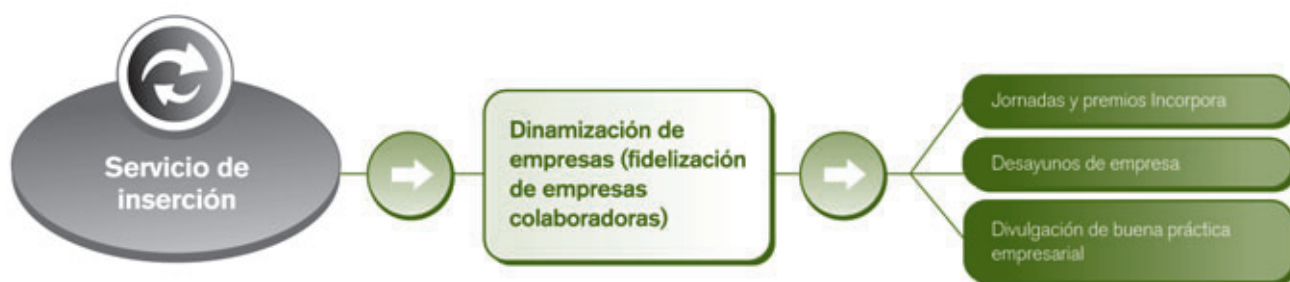 Servicio de
inserción
Dinamización de
empresas (fidelización
de empresas
colaboradoras)
Jornadas y premios Incorpora
Desayunos de empresa
Divulgación de buena práctica
empresarial